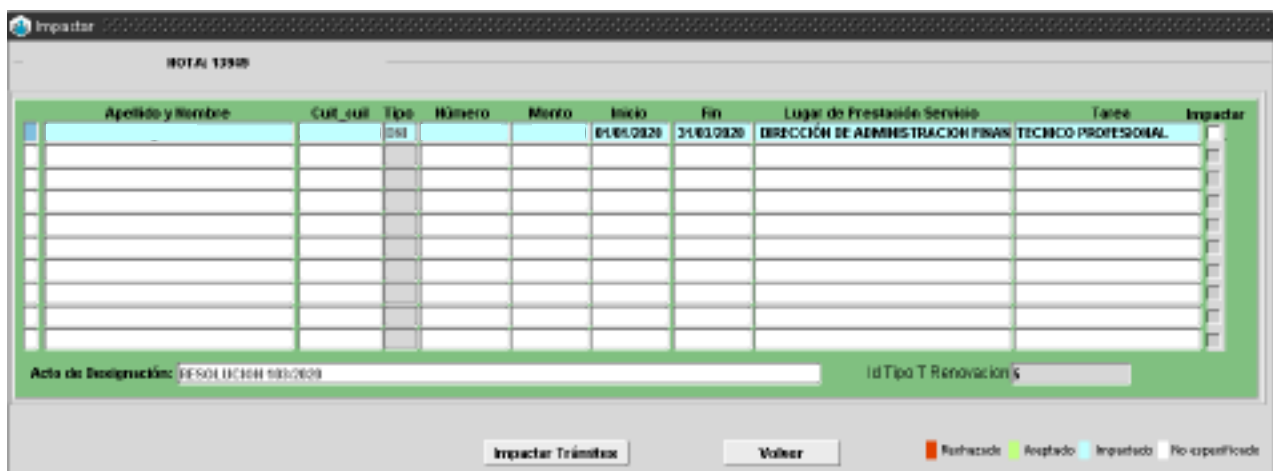 Impactar
NOTA: 13949
Apellido y Nombre Cuit_cuil Tipo Número Monto Inicio Fin Lugar de Prestación Servicio Tarea Impactar
DNI 01/01/2020 31/03/2020 DIRECCIÓN DE ADMINISTRACION FINAN TECNICO PROFESIONAL
Acto de Designación: RESOLUCION 103/2020 Id Tipo T Renovacion
Impactar Trámites Volver Rechazado Aceptado Impactado No especificado